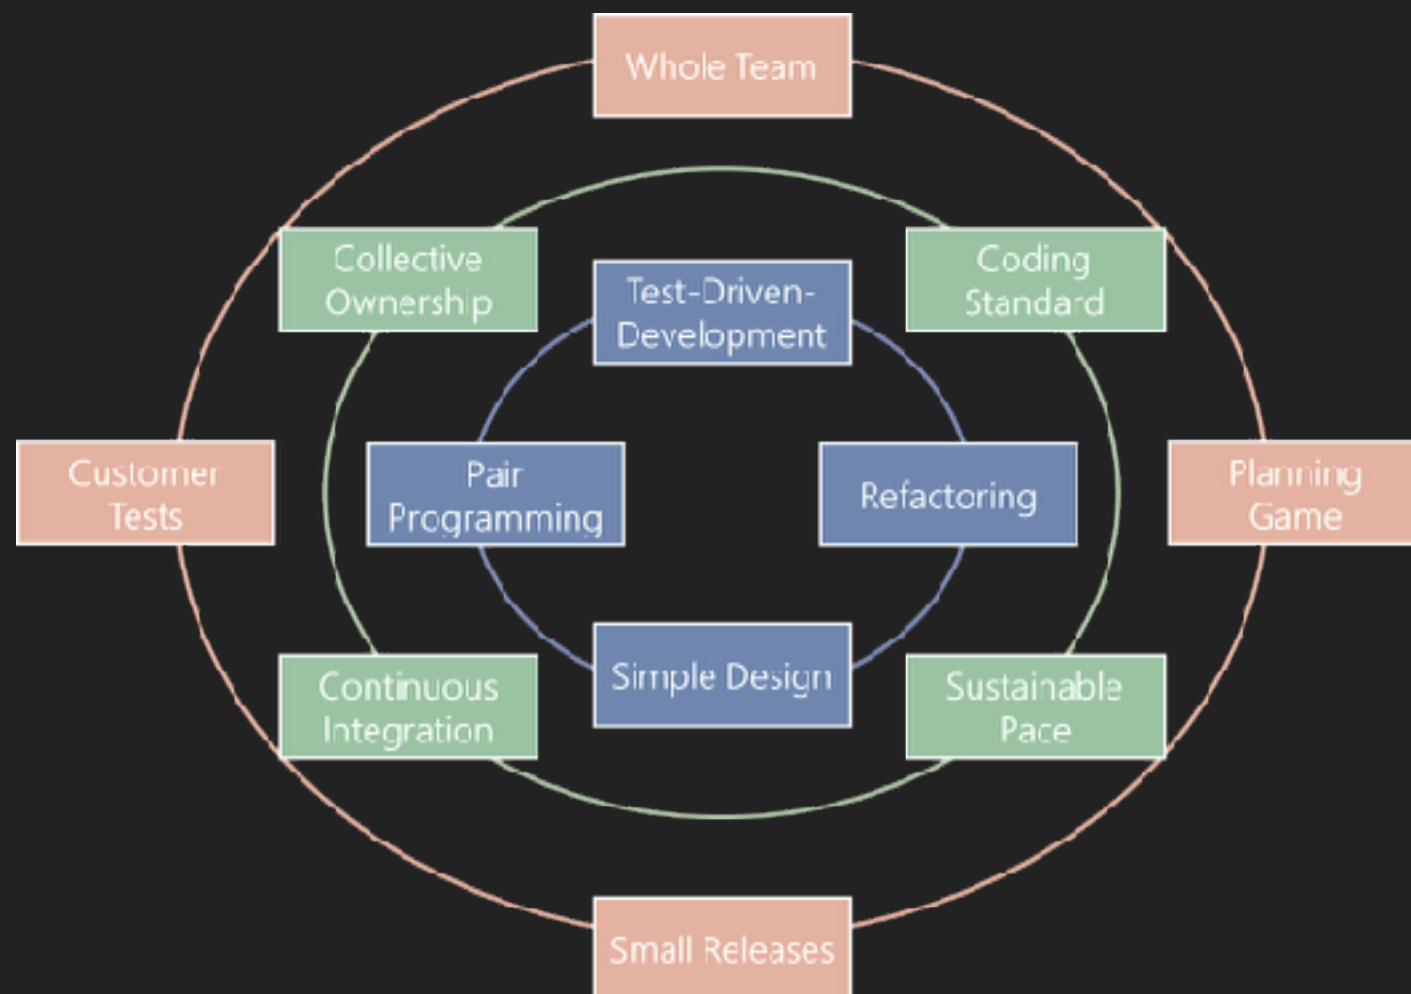 Whole Team
Collective
Ownership
Coding
Standard
Test-Driven-
Development
Customer
Tests
Pair
Programming
Refactoring
Planning
Game
Continuous
Integration
Simple Design
Sustainable
Pace
Small Releases